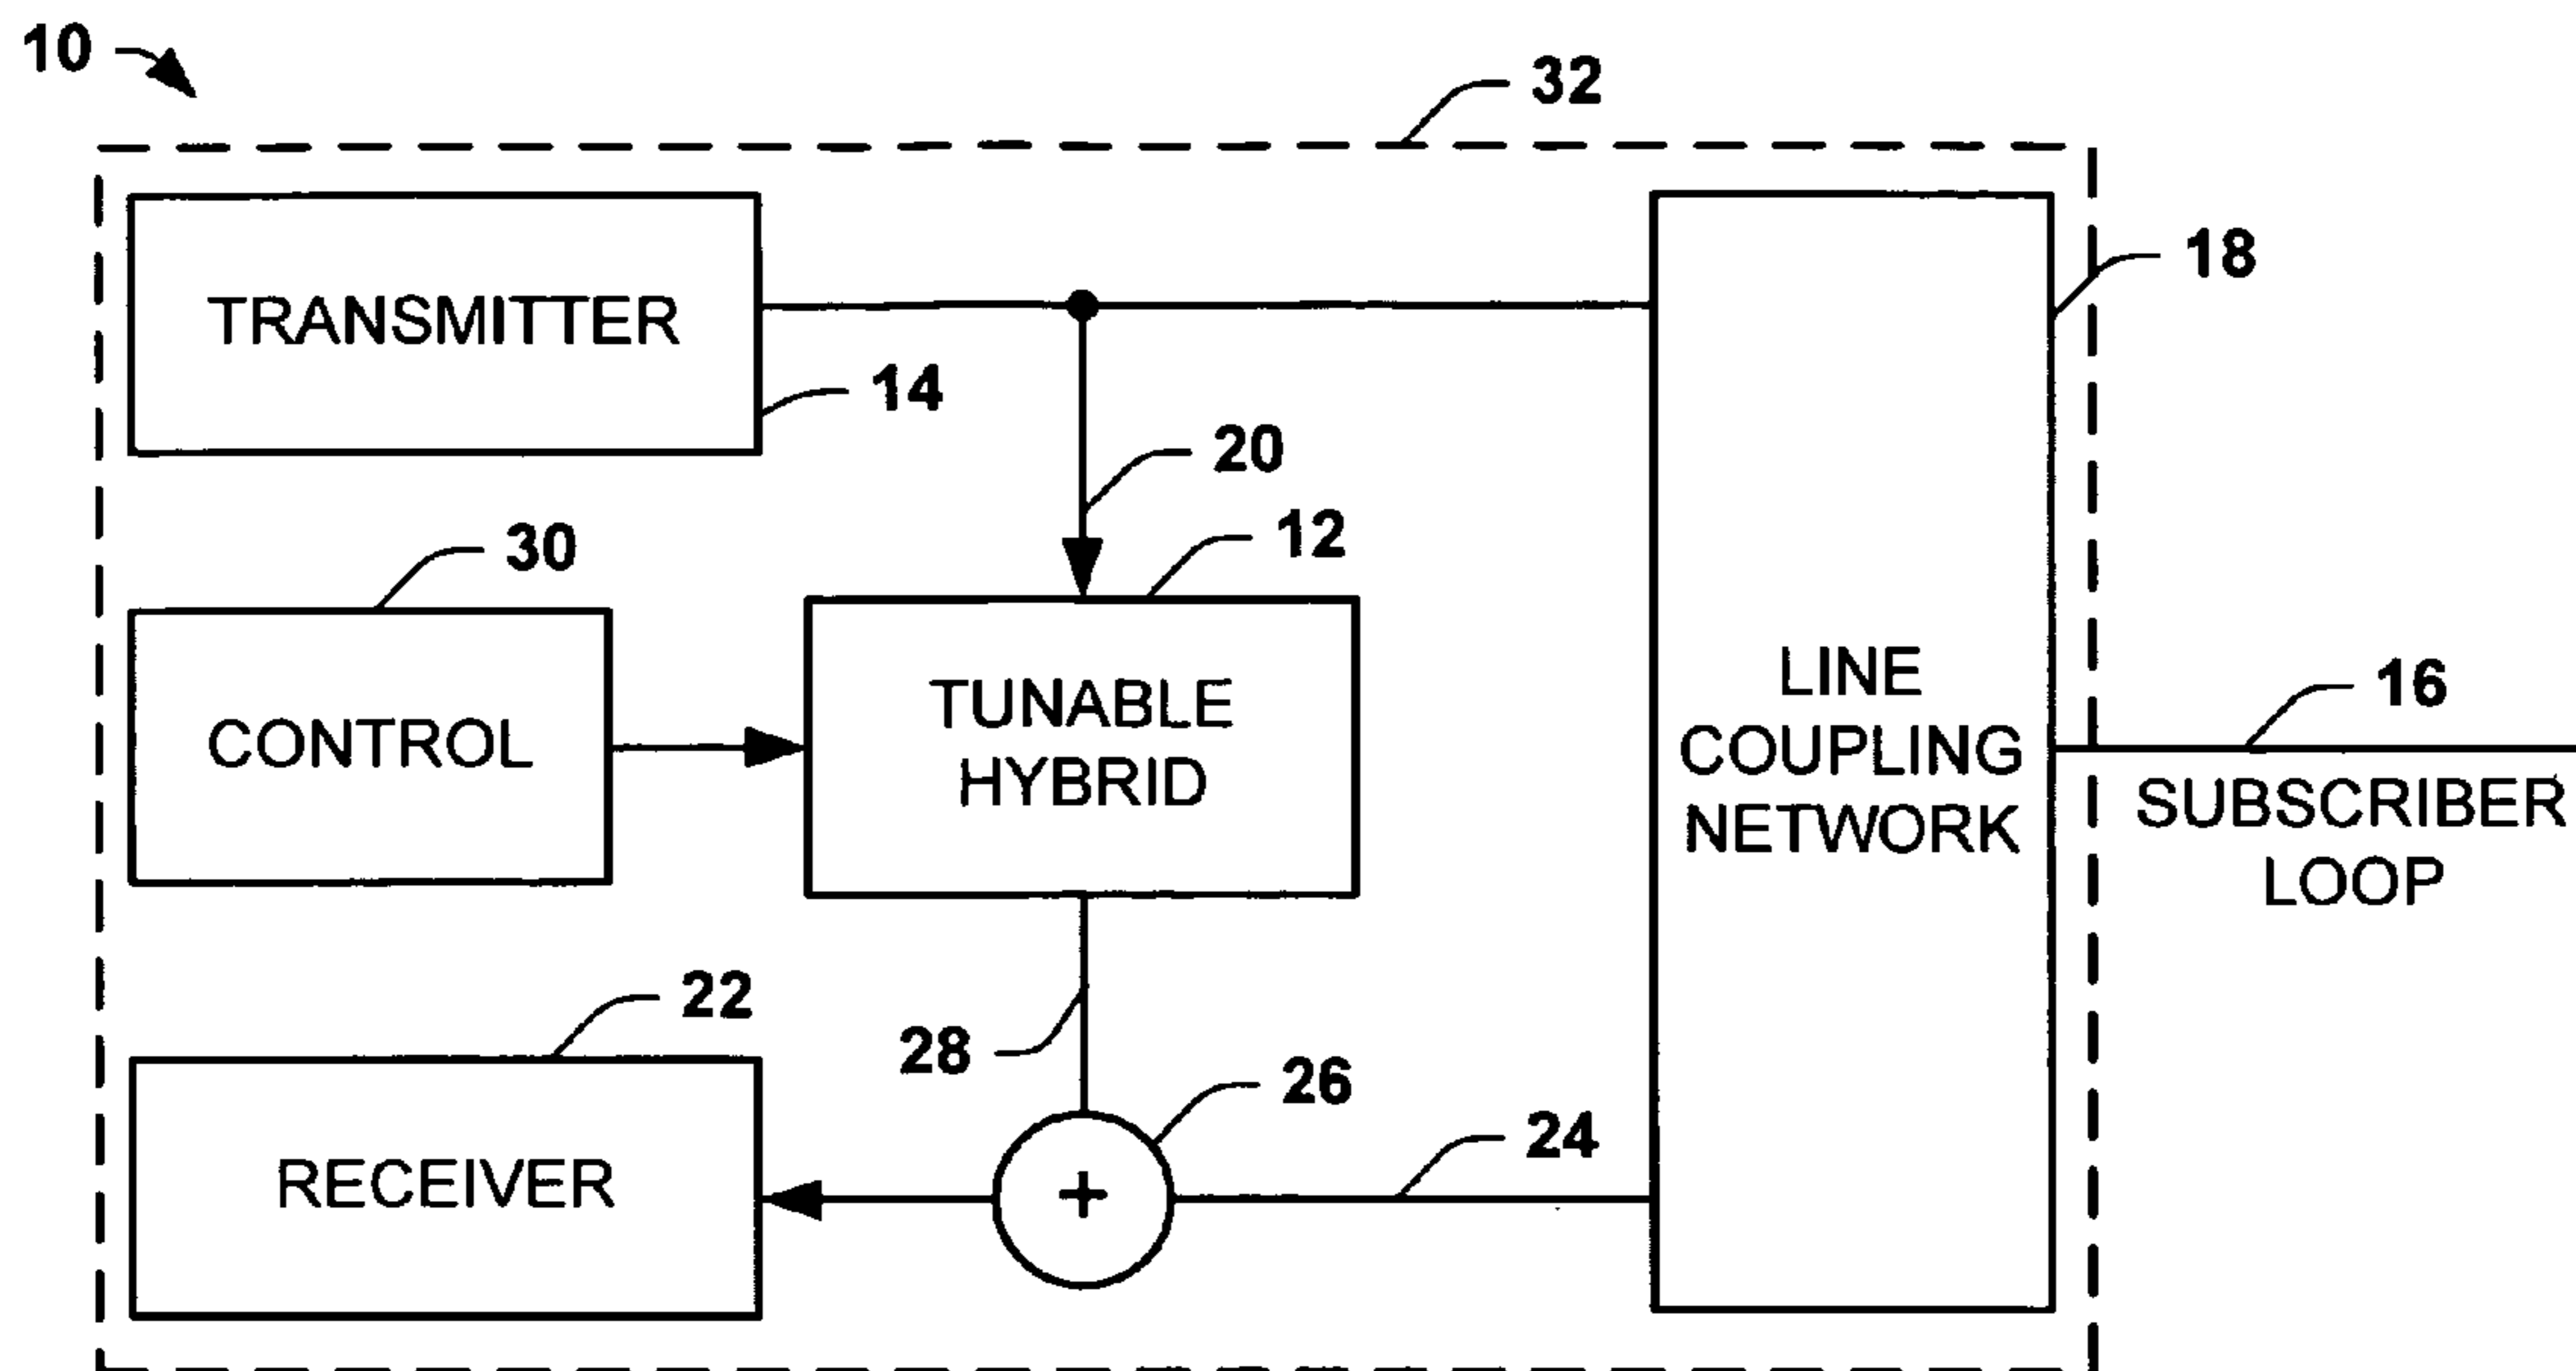 10
32
18
TRANSMITTER
14
20
12
30
CONTROL
TUNABLE
HYBRID
LINE
COUPLING
NETWORK
16
SUBSCRIBER
LOOP
22
28
26
24
RECEIVER
+